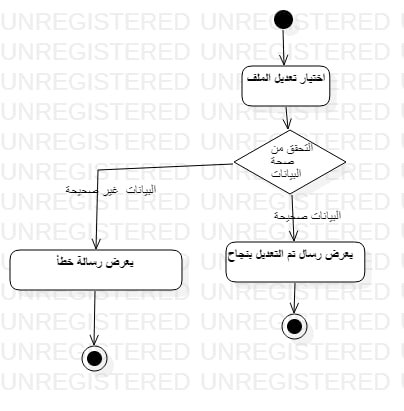 اختيار تعديل الملف
التحقق من
صحة
البيانات
البيانات غير صحيحة
البيانات صحيحة
يعرض رسالة خطأ
يعرض رسال تم التعديل بنجاح
UNREGISTERED